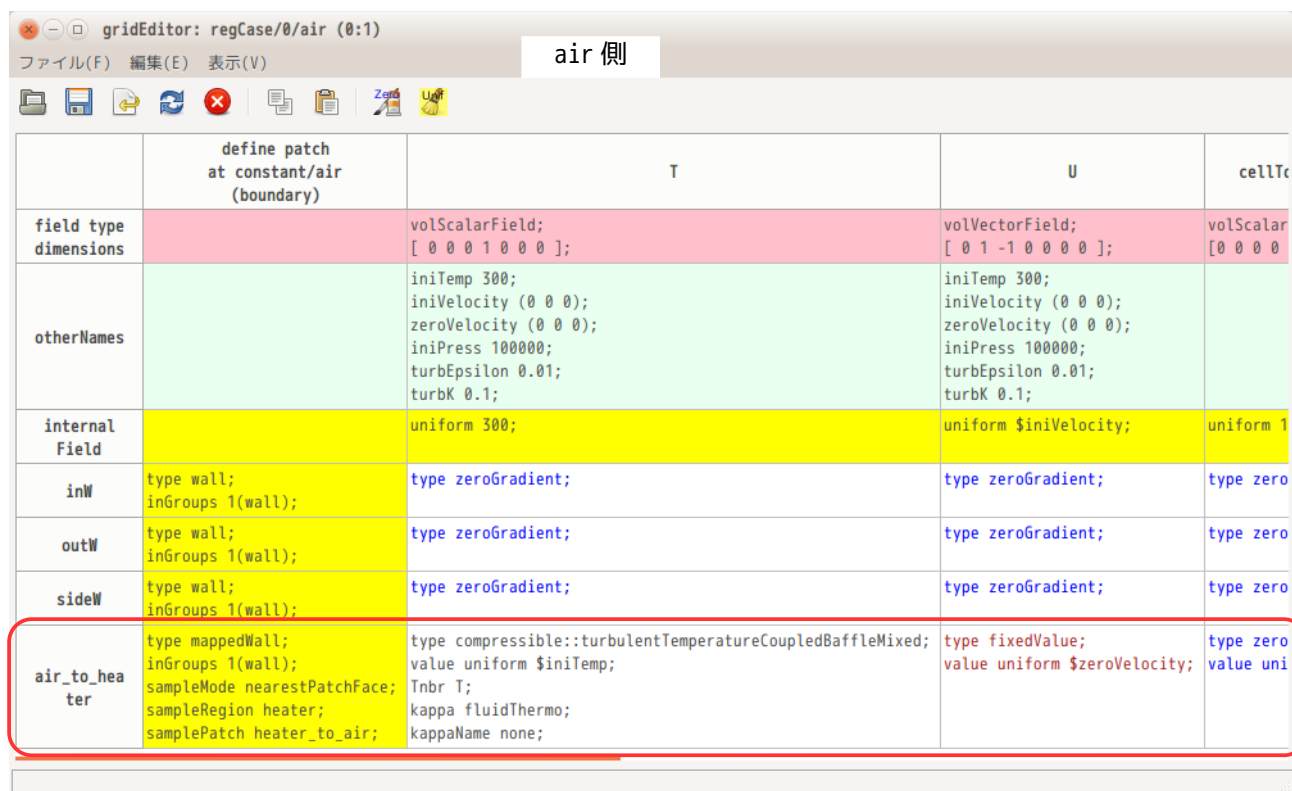 gridEditor: regCase/0/air (0:1)
ファイル(F) 編集(E) 表示(V)
air 側
Zero
Unif
define patch
at constant/air
(boundary)
T
U
cellTo
field type
dimensions
volScalarField;
[ 0 0 0 1 0 0 0 ];
volVectorField;
[ 0 1 -1 0 0 0 0 ];
volScalar
[0 0 0 0
otherNames
iniTemp 300;
iniVelocity (0 0 0);
zeroVelocity (0 0 0);
iniPress 100000;
turbEpsilon 0.01;
turbK 0.1;
iniTemp 300;
iniVelocity (0 0 0);
zeroVelocity (0 0 0);
iniPress 100000;
turbEpsilon 0.01;
turbK 0.1;
internal
Field
uniform 300;
uniform $iniVelocity;
uniform 1
inW
type wall;
inGroups 1(wall);
type zeroGradient;
type zeroGradient;
type zero
outW
type wall;
inGroups 1(wall);
type zeroGradient;
type zeroGradient;
type zero
sideW
type wall;
inGroups 1(wall);
type zeroGradient;
type zeroGradient;
type zero
air_to_hea
ter
type mappedWall;
inGroups 1(wall);
sampleMode nearestPatchFace;
sampleRegion heater;
samplePatch heater_to_air;
type compressible::turbulentTemperatureCoupledBaffleMixed;
value uniform $iniTemp;
Tnbr T;
kappa fluidThermo;
kappaName none;
type fixedValue;
value uniform $zeroVelocity;
type zero
value uni